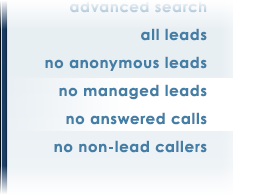 advanced search
all leads
no anonymous leads
no managed leads
no answered calls
no non-lead callers